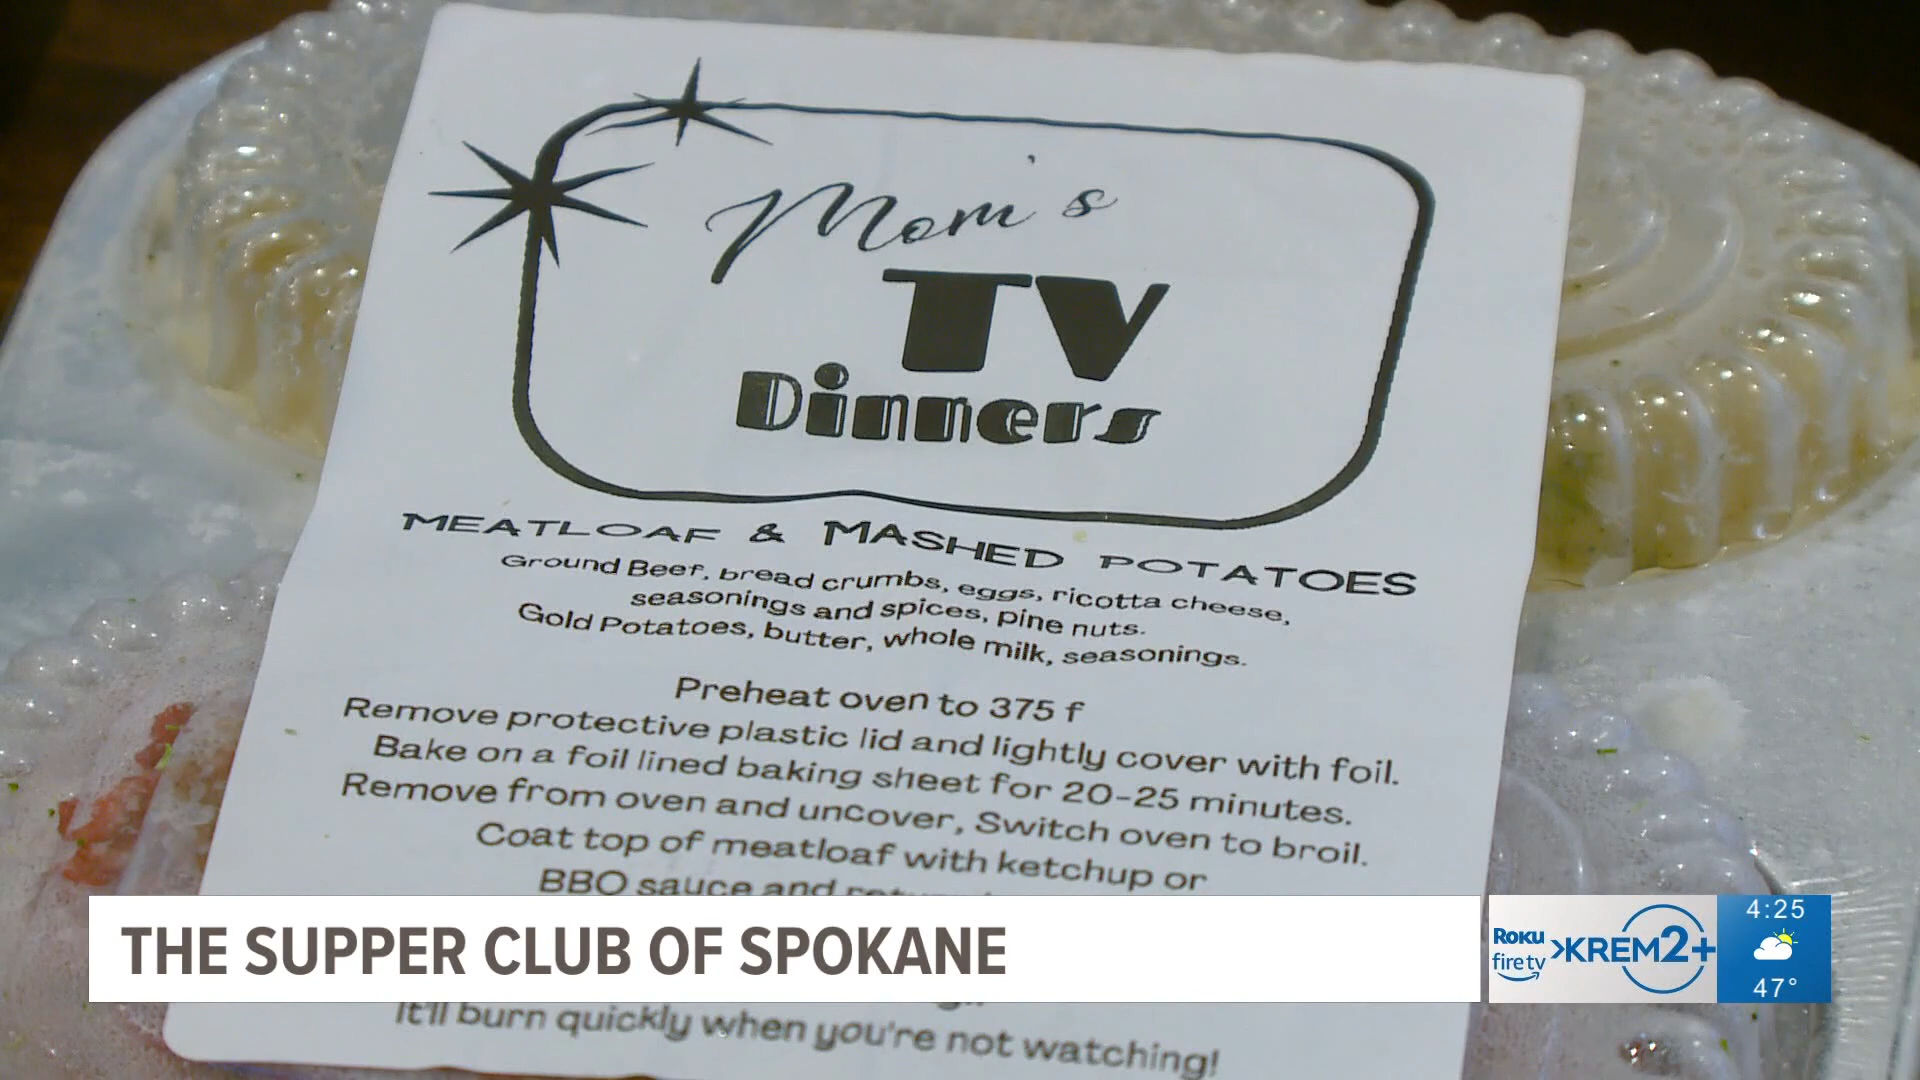 Mom's
TV
Dinners
MEATLOAF & MASHED POTATOES
Ground Beef, bread crumbs, eggs, ricotta cheese,
seasonings and spices, pine nuts.
Gold Potatoes, butter, whole milk, seasonings.
Preheat oven to 375 f
Remove protective plastic lid and lightly cover with foil.
Bake on a foil lined baking sheet for 20-25 minutes.
Remove from oven and uncover, Switch oven to broil.
Coat top of meatloaf with ketchup or
BBQ sauce and
It'll burn quickly when you're not watching!
THE SUPPER CLUB OF SPOKANE
Roku
fire tv
KREM2+
4:25
47°